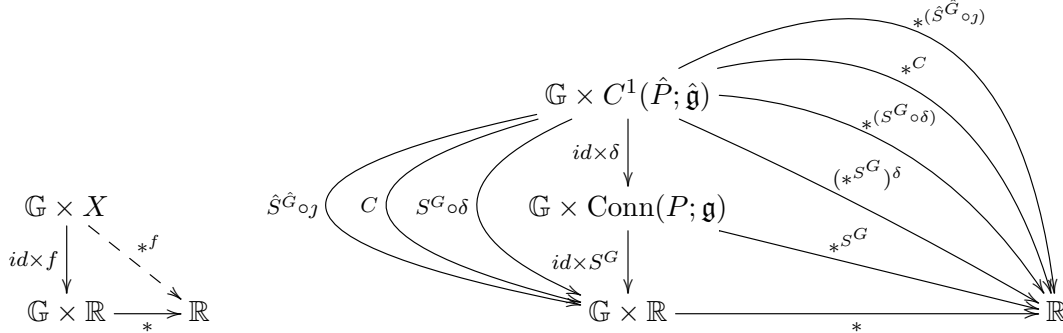 ∗^{(Ŝ^{Ĝ}∘ȷ)}
∗^C
𝔾 × C^1(P̂; 𝔤̂)
∗^{(S^G∘δ)}
id×δ
(∗^{S^G})^δ
𝔾 × X
Ŝ^{Ĝ}∘ȷ C S^G∘δ 𝔾 × Conn(P; 𝔤)
∗^f
∗^{S^G}
id×f
id×S^G
𝔾 × ℝ ∗ ℝ 𝔾 × ℝ ∗ ℝ